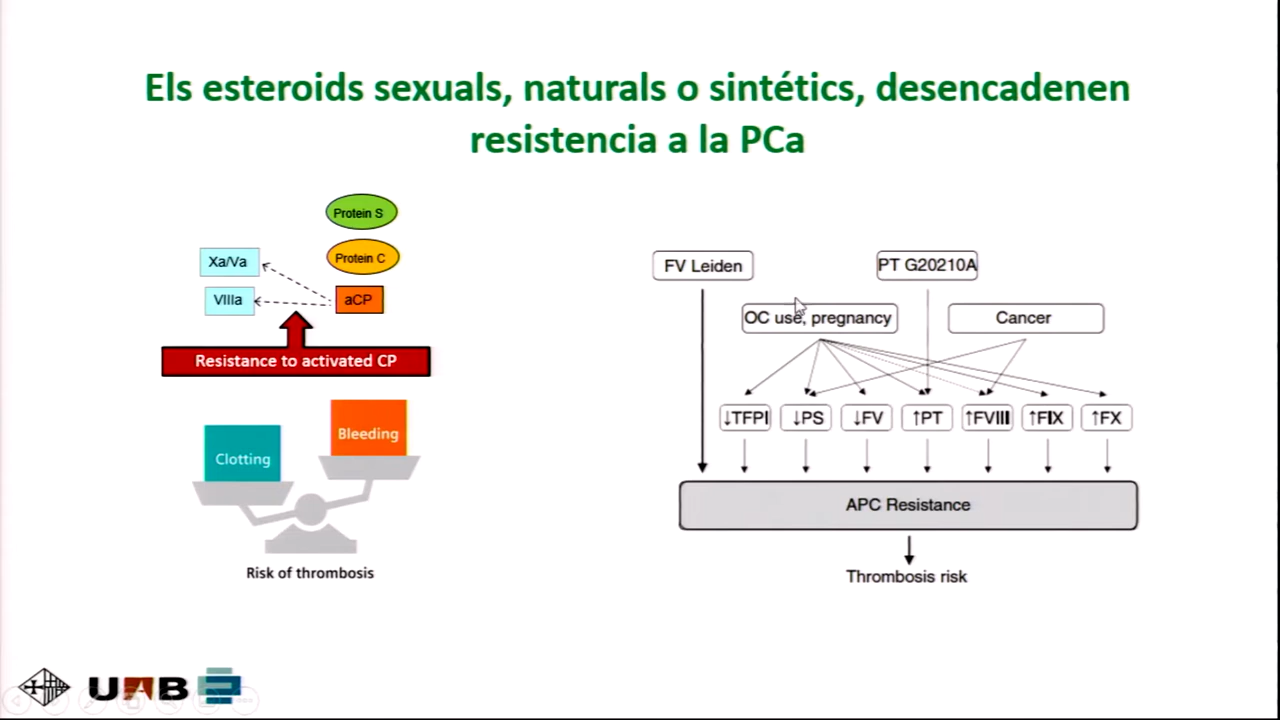 Els esteroids sexuals, naturals o sintétics, desencadenen
resistencia a la PCa
Protein S
Protein C
Xa/Va
VIIIa
aCP
Resistance to activated CP
Clotting
Bleeding
Risk of thrombosis
FV Leiden
PT G20210A
OC use, pregnancy
Cancer
↓TFPI
↓PS
↓FV
↑PT
↑FVIII
↑FIX
↑FX
APC Resistance
Thrombosis risk
UAB